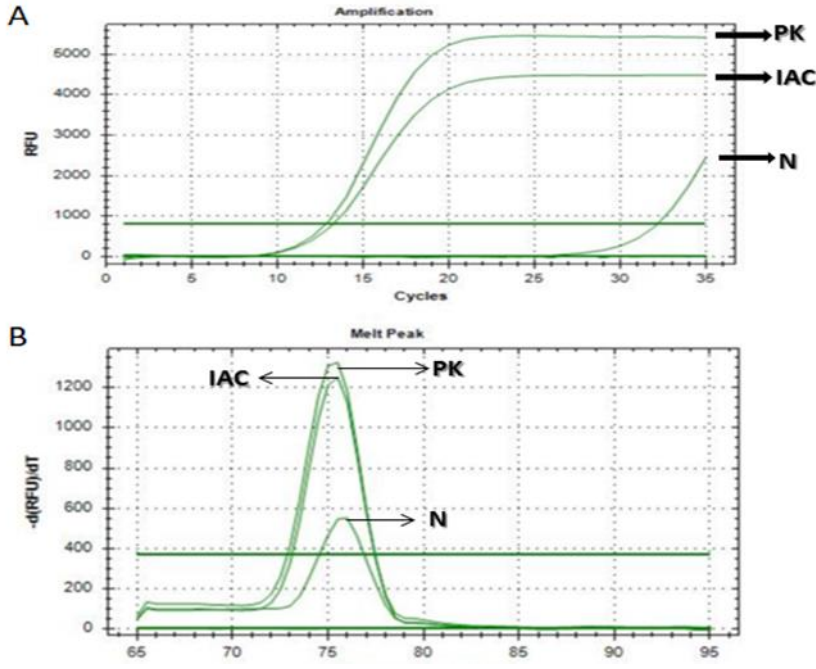 A
Amplification
PK
IAC
N
RFU
5000
4000
3000
2000
1000
0
0 5 10 15 20 25 30 35
Cycles
B
Melt Peak
IAC
PK
N
-d(RFU)/dT
1200
1000
800
600
400
200
0
65 70 75 80 85 90 95